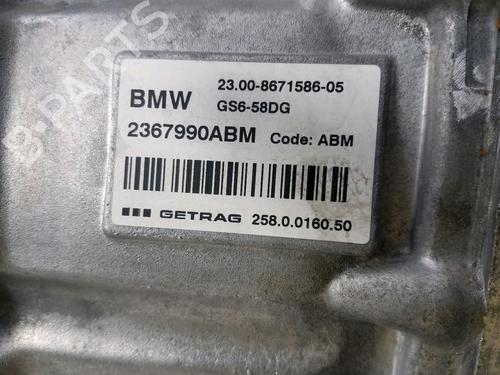 23.00-8671586-05
BMW GS6-58DG
2367990ABM Code: ABM
GETRAG 258.0.0160.50
B-PARTS